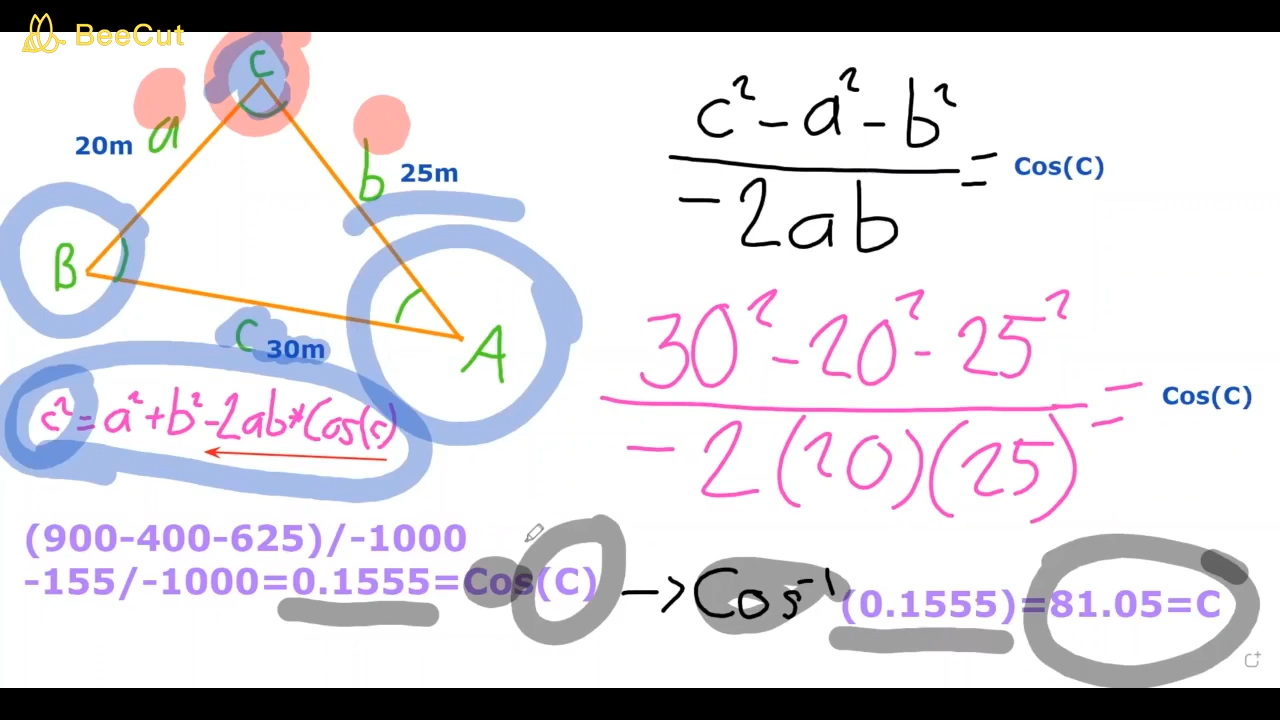 BeeCut
C
a
20m
b
25m
B
c
30m
A
c² = a² + b² - 2ab*Cos(c)
c² - a² - b²
-2ab
= Cos(C)
30² - 20² - 25²
-2(20)(25)
= Cos(C)
(900-400-625)/-1000
-155/-1000=0.1555=Cos(C)
→ Cos⁻¹ (0.1555)=81.05=C